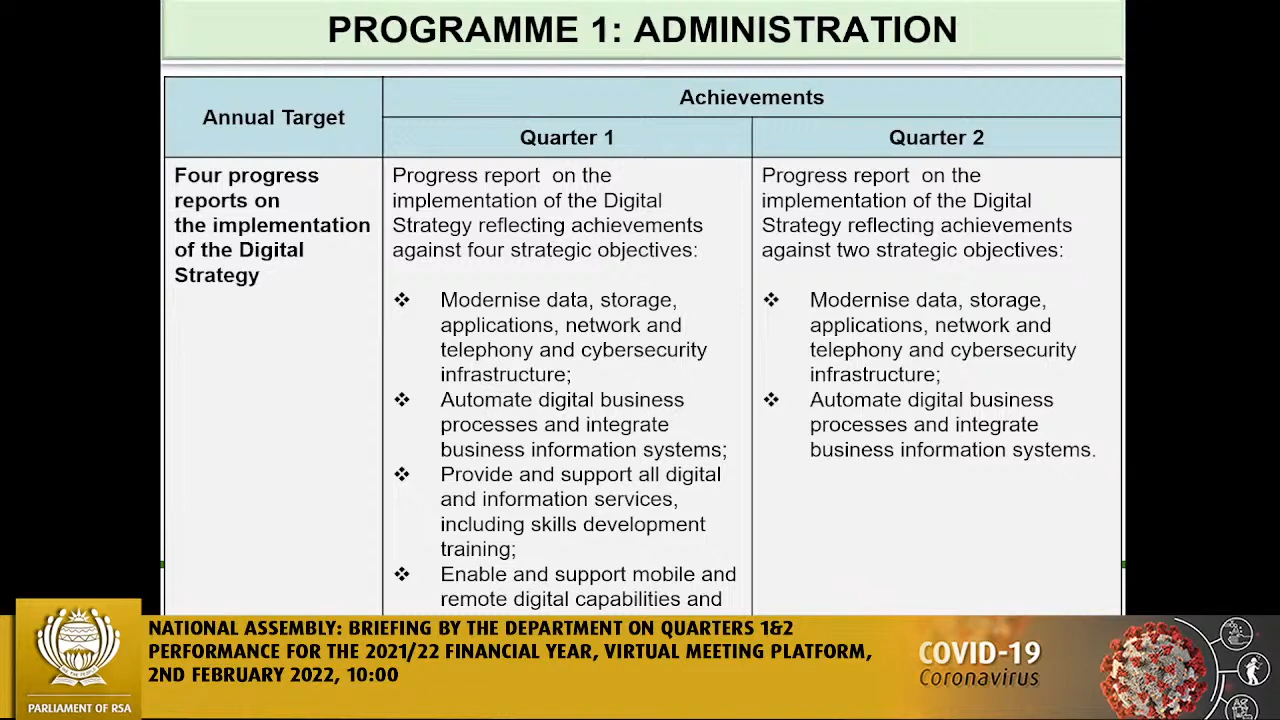 PROGRAMME 1: ADMINISTRATION
Annual Target
Achievements
Quarter 1
Quarter 2
Four progress
reports on
the implementation
of the Digital
Strategy
Progress report on the
implementation of the Digital
Strategy reflecting achievements
against four strategic objectives:
❖ Modernise data, storage,
applications, network and
telephony and cybersecurity
infrastructure;
❖ Automate digital business
processes and integrate
business information systems;
❖ Provide and support all digital
and information services,
including skills development
training;
❖ Enable and support mobile and
remote digital capabilities and
Progress report on the
implementation of the Digital
Strategy reflecting achievements
against two strategic objectives:
❖ Modernise data, storage,
applications, network and
telephony and cybersecurity
infrastructure;
❖ Automate digital business
processes and integrate
business information systems.
PARLIAMENT OF RSA
NATIONAL ASSEMBLY: BRIEFING BY THE DEPARTMENT ON QUARTERS 1&2
PERFORMANCE FOR THE 2021/22 FINANCIAL YEAR, VIRTUAL MEETING PLATFORM,
2ND FEBRUARY 2022, 10:00
COVID-19
Coronavirus